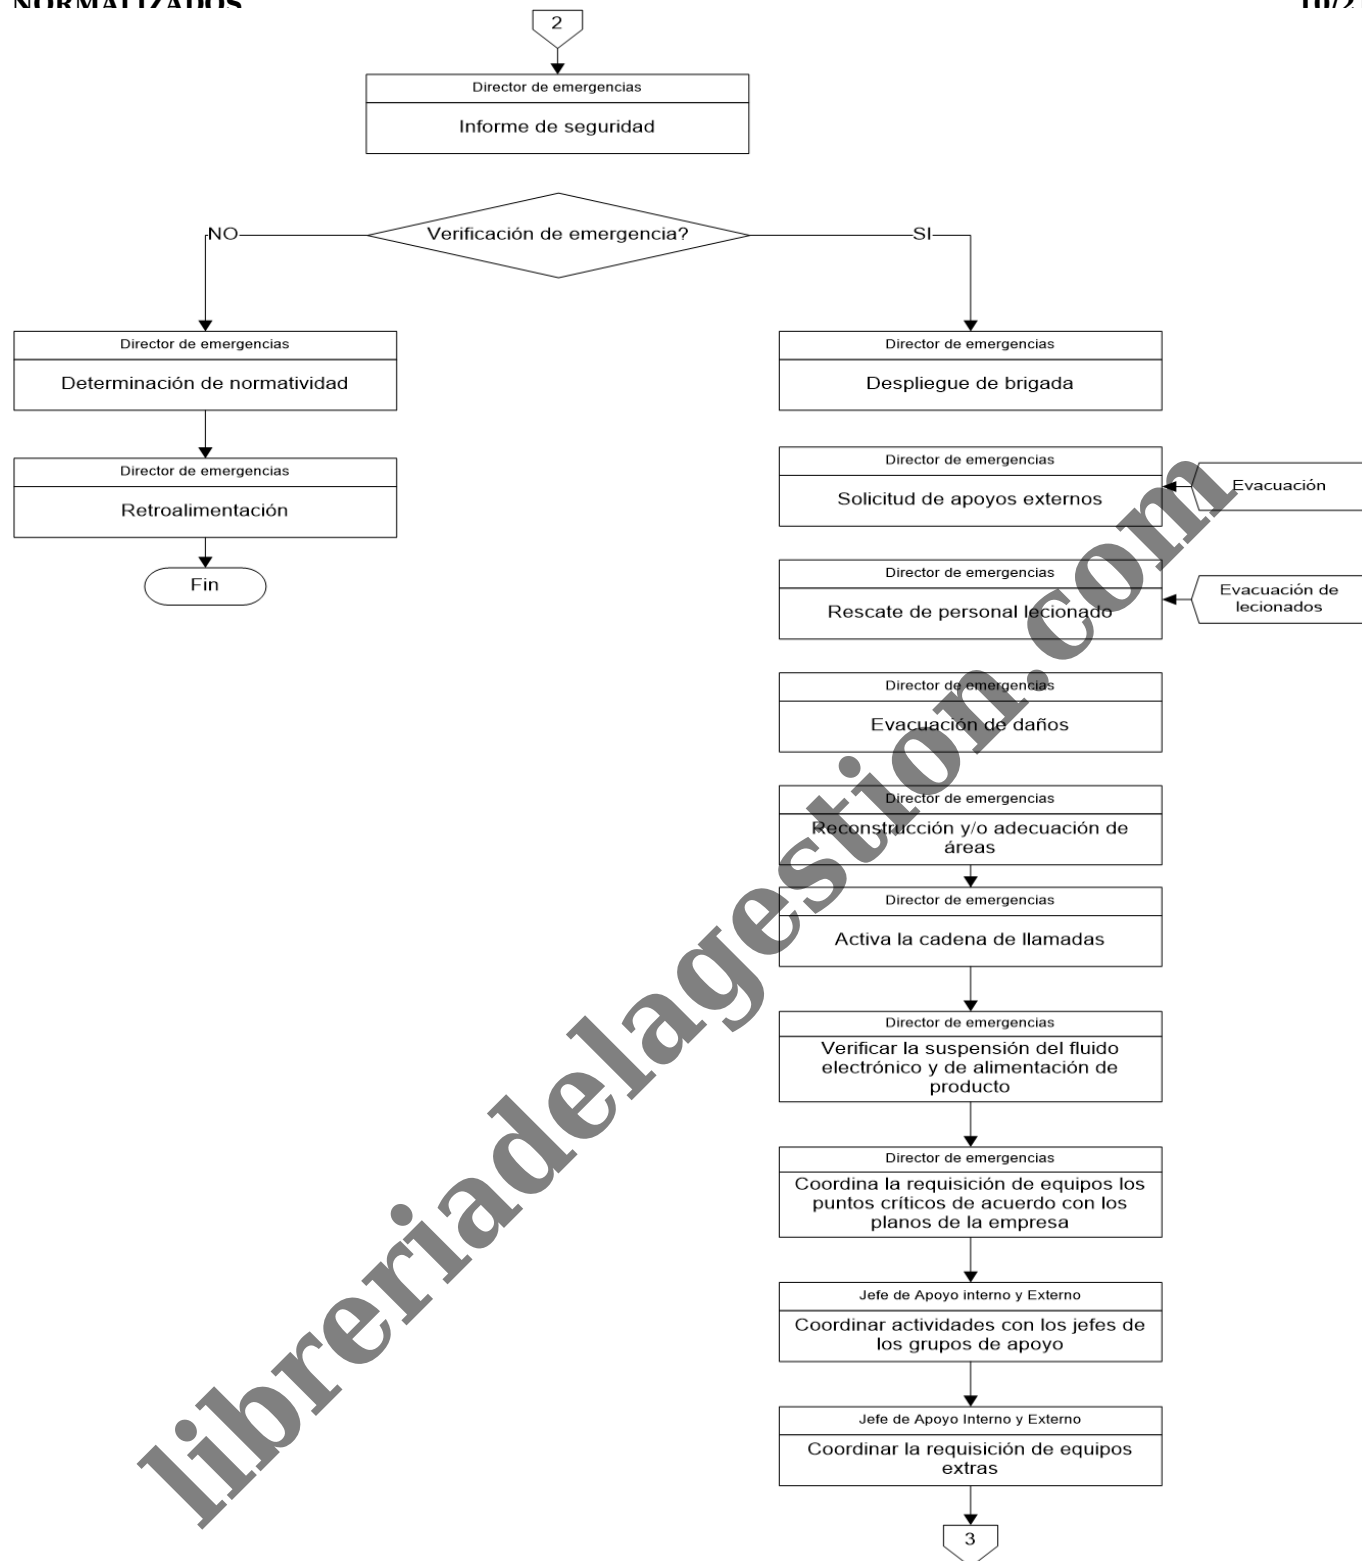 NORMALIZADOS
10/21
2
Director de emergencias
Informe de seguridad
Verificación de emergencia?
NO
SI
Director de emergencias
Determinación de normatividad
Director de emergencias
Retroalimentación
Fin
Director de emergencias
Despliegue de brigada
Director de emergencias
Solicitud de apoyos externos
Evacuación
Director de emergencias
Rescate de personal lecionado
Evacuación de
lecionados
Director de emergencias
Evacuación de daños
Director de emergencias
Reconstrucción y/o adecuación de
áreas
Director de emergencias
Activa la cadena de llamadas
Director de emergencias
Verificar la suspensión del fluido
electrónico y de alimentación de
producto
Director de emergencias
Coordina la requisición de equipos los
puntos críticos de acuerdo con los
planos de la empresa
Jefe de Apoyo interno y Externo
Coordinar actividades con los jefes de
los grupos de apoyo
Jefe de Apoyo Interno y Externo
Coordinar la requisición de equipos
extras
3
libreriadelagestion.com